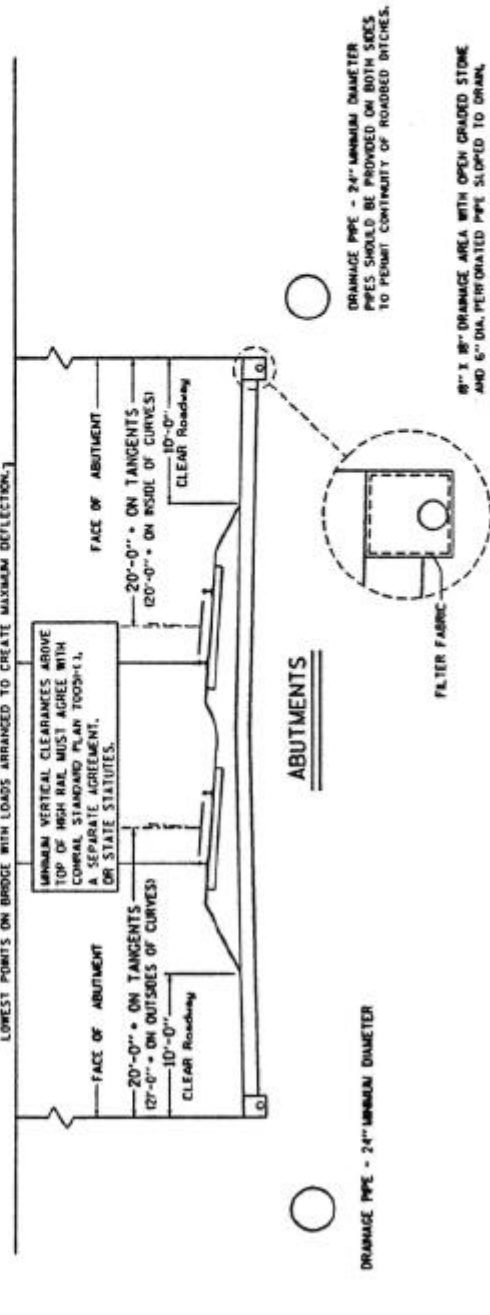 LOWEST POINTS ON BRIDGE WITH LOADS ARRANGED TO CREATE MAXIMUM DEFLECTION.
MINIMUM VERTICAL CLEARANCES ABOVE
TOP OF HIGH RAIL MUST AGREE WITH
CONRAIL STANDARD PLAN
A SEPARATE AGREEMENT,
OR STATE STATUTES.
FACE OF ABUTMENT
20'-0" + ON TANGENTS
ON OUTSIDES OF CURVES)
10'-0"
CLEAR Roadway
FACE OF ABUTMENT
20'-0" + ON TANGENTS
(20'-0" + ON INSIDE OF CURVES)
10'-0"
CLEAR Roadway
ABUTMENTS
DRAINAGE PIPE - 24" MINIMUM DIAMETER
DRAINAGE PIPE - 24" MINIMUM DIAMETER
PIPES SHOULD BE PROVIDED ON BOTH SIDES
TO PERMIT CONTINUITY OF ROADBED DITCHES.
FILTER FABRIC
18" X 18" DRAINAGE AREA WITH OPEN GRADED STONE
AND 6" DIA. PERFORATED PIPE SLOPED TO DRAIN.